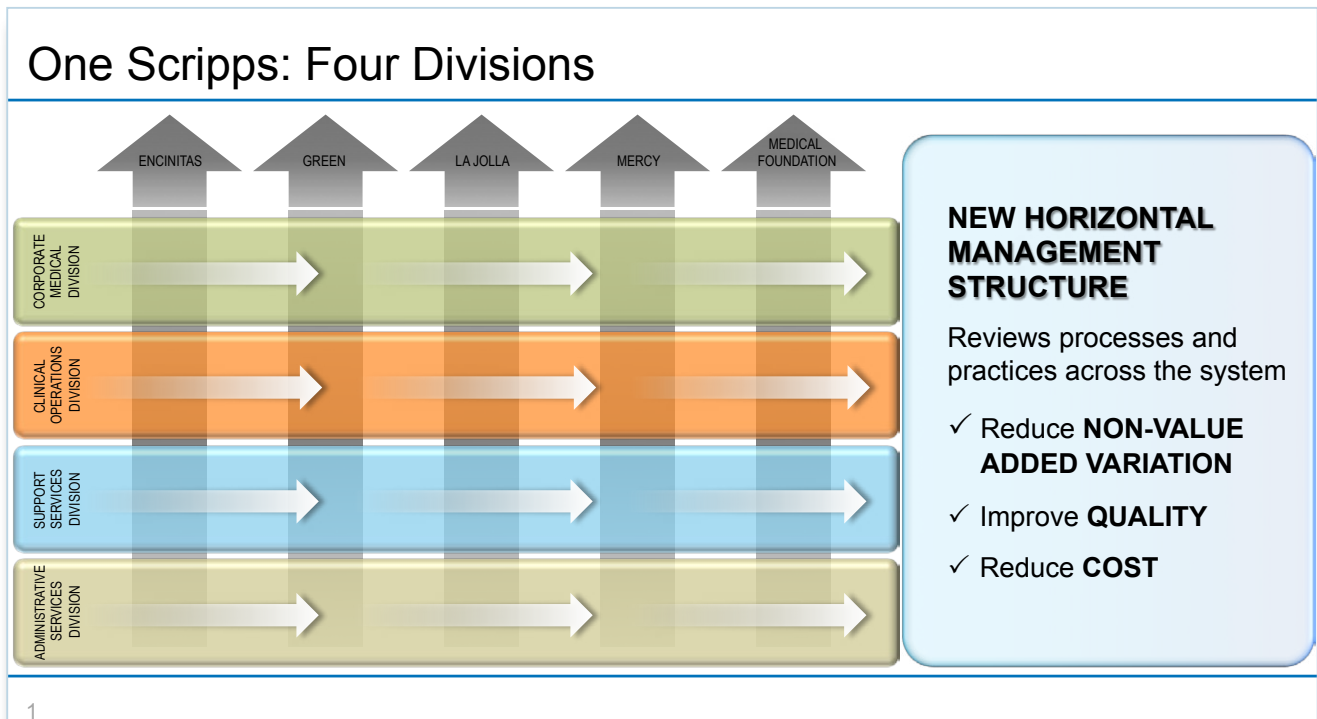 One Scripps: Four Divisions
ENCINITAS
GREEN
LA JOLLA
MERCY
MEDICAL
FOUNDATION
CORPORATE
MEDICAL
DIVISION
CLINICAL
OPERATIONS
DIVISION
SUPPORT
SERVICES
DIVISION
ADMINISTRATIVE
SERVICES
DIVISION
NEW HORIZONTAL
MANAGEMENT
STRUCTURE
Reviews processes and
practices across the system
✓ Reduce NON-VALUE
ADDED VARIATION
✓ Improve QUALITY
✓ Reduce COST
1